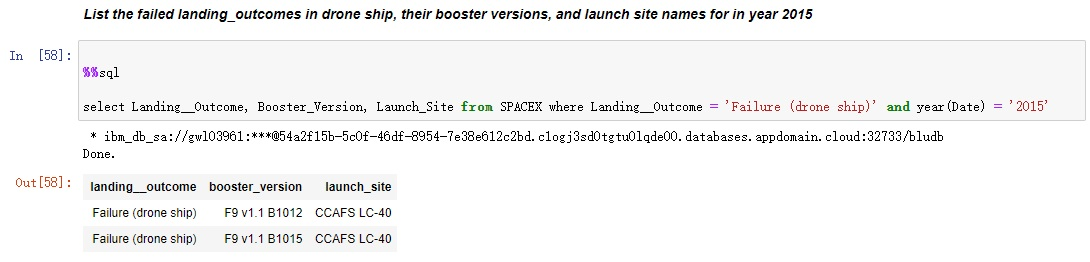 List the failed landing_outcomes in drone ship, their booster versions, and launch site names for in year 2015
In [58]:
%%sql
select Landing__Outcome, Booster_Version, Launch_Site from SPACEX where Landing__Outcome = 'Failure (drone ship)' and year(Date) = '2015'
* ibm_db_sa://gwl03961:***@54a2f15b-5c0f-46df-8954-7e38e612c2bd.c1ogj3sd0tgtu0lqde00.databases.appdomain.cloud:32733/bludb
Done.
Out[58]:
landing__outcome booster_version launch_site
Failure (drone ship) F9 v1.1 B1012 CCAFS LC-40
Failure (drone ship) F9 v1.1 B1015 CCAFS LC-40